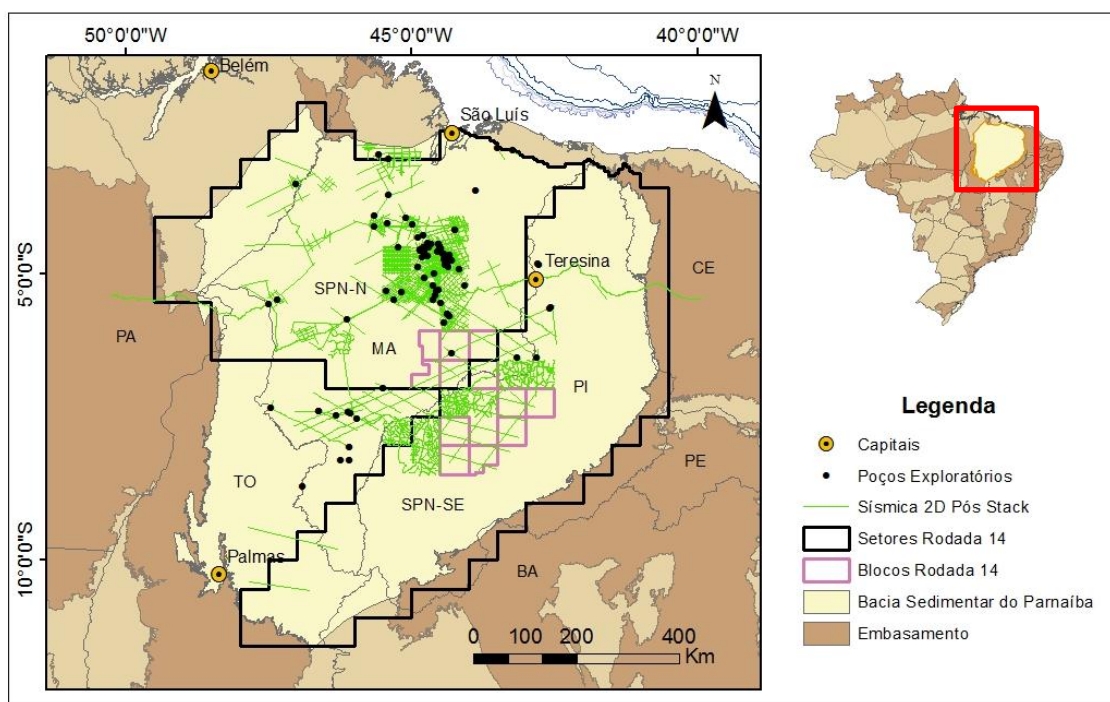 50°0'0"W
45°0'0"W
40°0'0"W
Belém
São Luís
N
5°0'0"S
Teresina
CE
SPN-N
PA
MA
PI
TO
PE
SPN-SE
10°0'0"S
Palmas
BA
0 100 200 400
Km
Legenda
Capitais
Poços Exploratórios
Sísmica 2D Pós Stack
Setores Rodada 14
Blocos Rodada 14
Bacia Sedimentar do Parnaíba
Embasamento